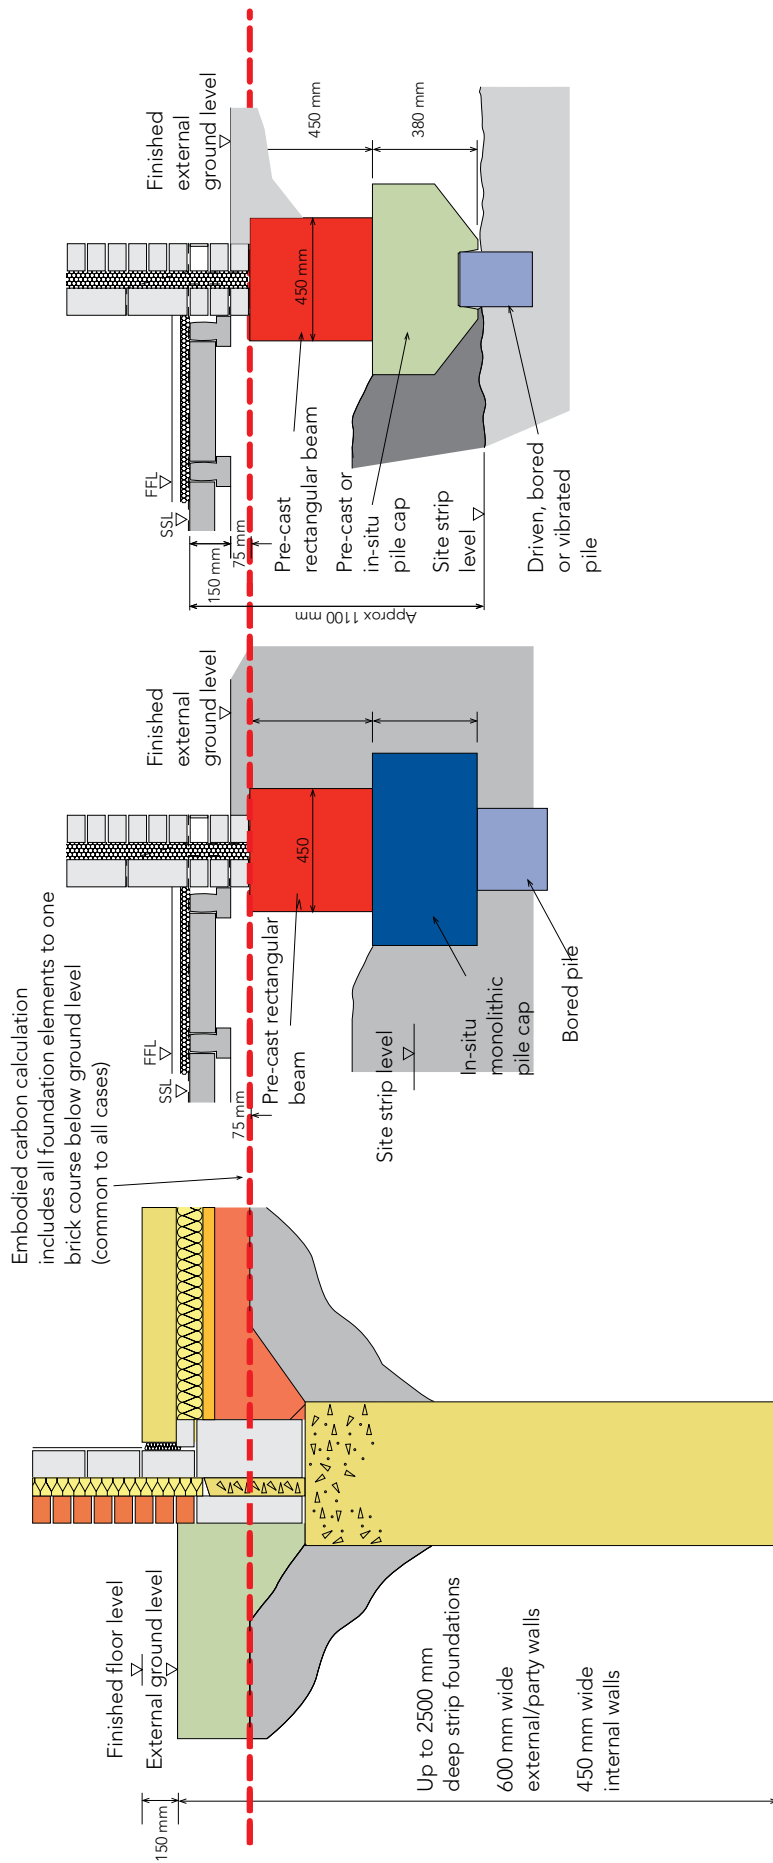 Embodied carbon calculation
includes all foundation elements to one
brick course below ground level
(common to all cases)
Finished floor level
External ground level
150 mm
Up to 2500 mm
deep strip foundations
600 mm wide
external/party walls
450 mm wide
internal walls
FFL
SSL
75 mm
Finished
external
ground level
450
Pre-cast rectangular
beam
Site strip level
In-situ
monolithic
pile cap
Bored pile
FFL
SSL
150 mm
75 mm
Approx 1100 mm
Finished
external
ground level
450 mm
450 mm
380 mm
Pre-cast
rectangular beam
Pre-cast or
in-situ
pile cap
Site strip
level
Driven, bored
or vibrated
pile